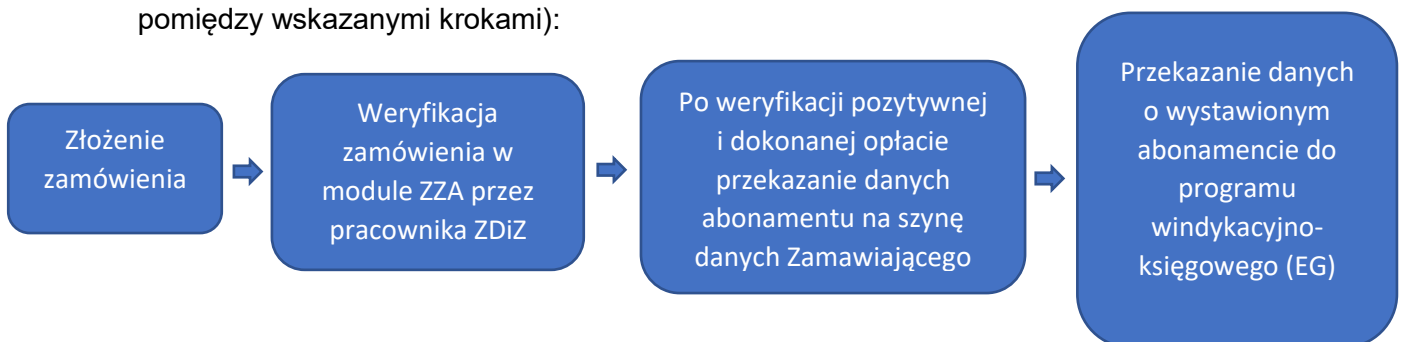 pomiędzy wskazanymi krokami):
Złożenie
zamówienia
Weryfikacja
zamówienia w
module ZZA przez
pracownika ZDiZ
Po weryfikacji pozytywnej
i dokonanej opłacie
przekazanie danych
abonamentu na szynę
danych Zamawiającego
Przekazanie danych
o wystawionym
abonamencie do
programu
windykacyjno-
księgowego (EG)